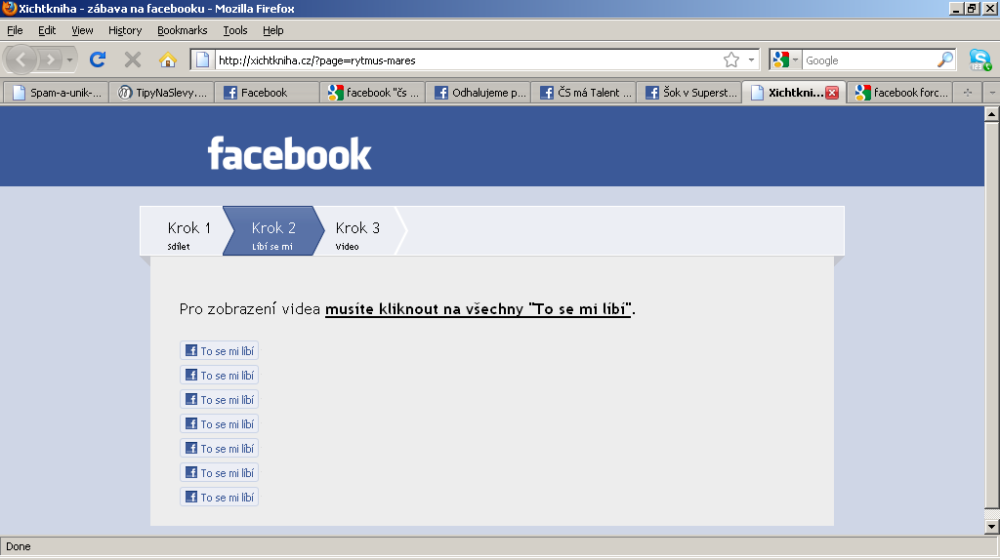 Xichtkniha - zábava na facebooku - Mozilla Firefox
File Edit View History Bookmarks Tools Help
http://xichtkniha.cz/?page=rytmus-mares
Google
Spam-a-unik-... TipyNaSlevy.... Facebook facebook "čs ... Odhalujeme p... ČS má Talent ... Šok v Superst... Xichtkni... facebook forc...
facebook
Krok 1 Krok 2 Krok 3
Sdílet Líbí se mi Video
Pro zobrazení videa musíte kliknout na všechny "To se mi líbí".
To se mi líbí
To se mi líbí
To se mi líbí
To se mi líbí
To se mi líbí
To se mi líbí
To se mi líbí
Done